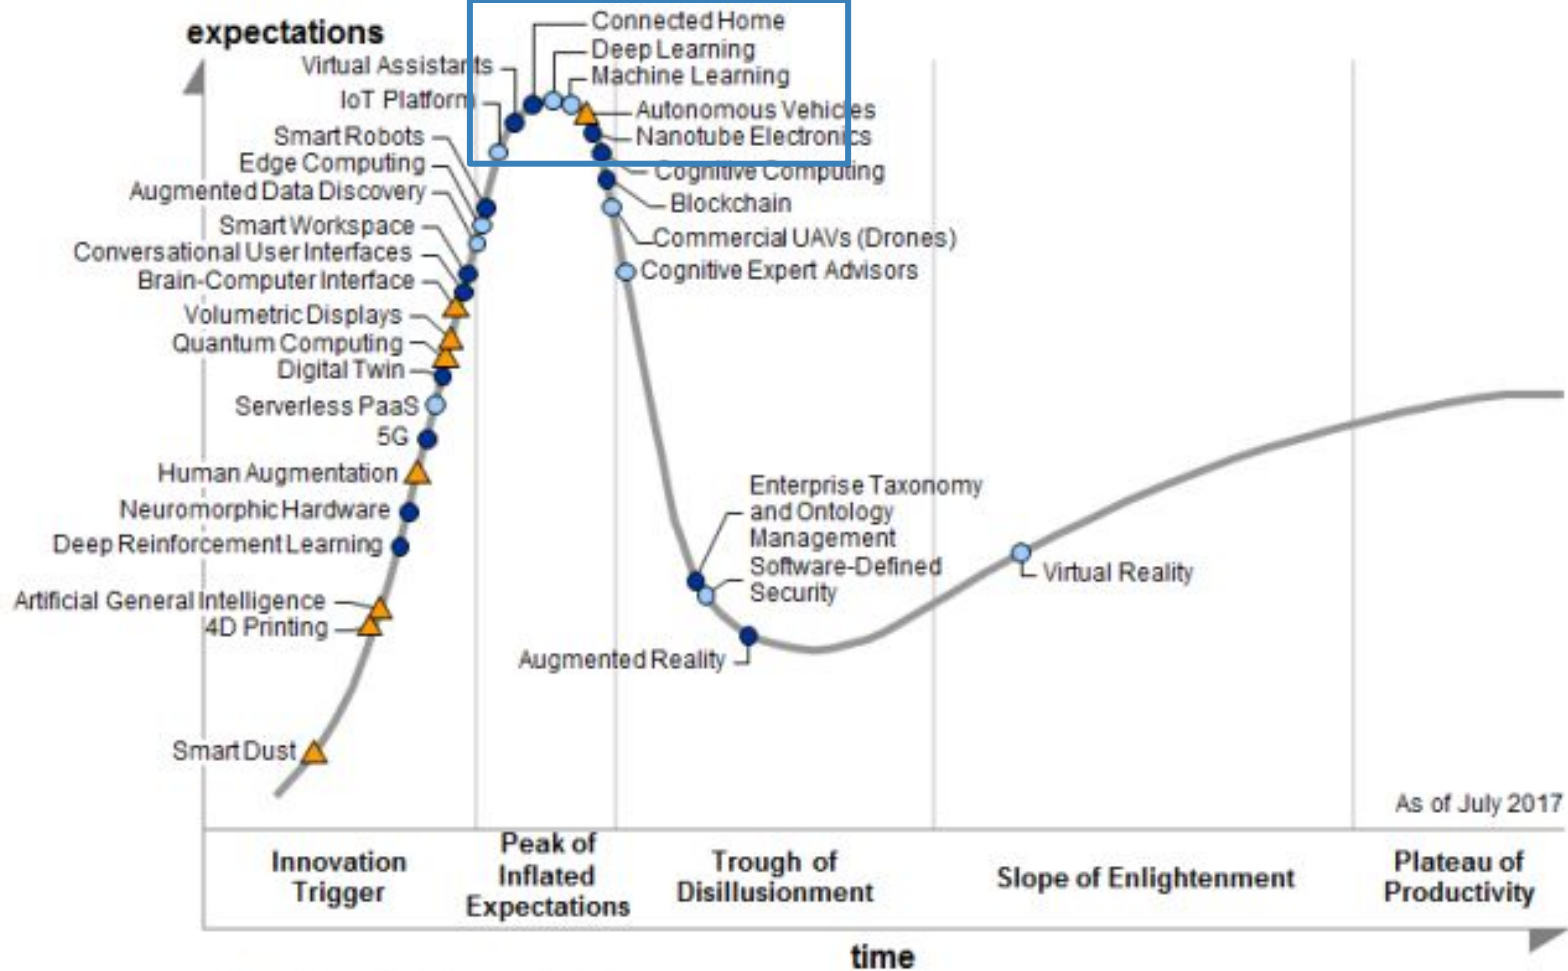 expectations
Connected Home
Deep Learning
Virtual Assistants
Machine Learning
IoT Platform
Autonomous Vehicles
Smart Robots
Nanotube Electronics
Edge Computing
Cognitive Computing
Augmented Data Discovery
Blockchain
Smart Workspace
Commercial UAVs (Drones)
Conversational User Interfaces
Cognitive Expert Advisors
Brain-Computer Interface
Volumetric Displays
Quantum Computing
Digital Twin
Serverless PaaS
5G
Human Augmentation
Neuromorphic Hardware
Deep Reinforcement Learning
Artificial General Intelligence
4D Printing
Smart Dust
Enterprise Taxonomy
and Ontology
Management
Software-Defined
Security
Augmented Reality
Virtual Reality
As of July 2017
Innovation
Trigger
Peak of
Inflated
Expectations
Trough of
Disillusionment
Slope of Enlightenment
Plateau of
Productivity
time